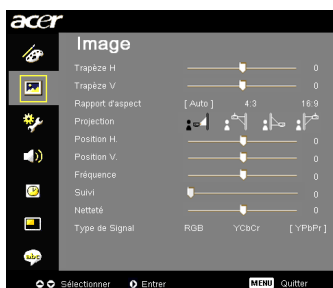 acer
Image
Trapèze H 0
Trapèze V 0
Rapport d'aspect [ Auto ] 4:3 16:9
Projection
Position H. 0
Position V. 0
Fréquence 0
Suivi 0
Netteté 0
Type de Signal RGB YCbCr [ YPbPr ]
abc
Sélectionner Entrer MENU Quitter